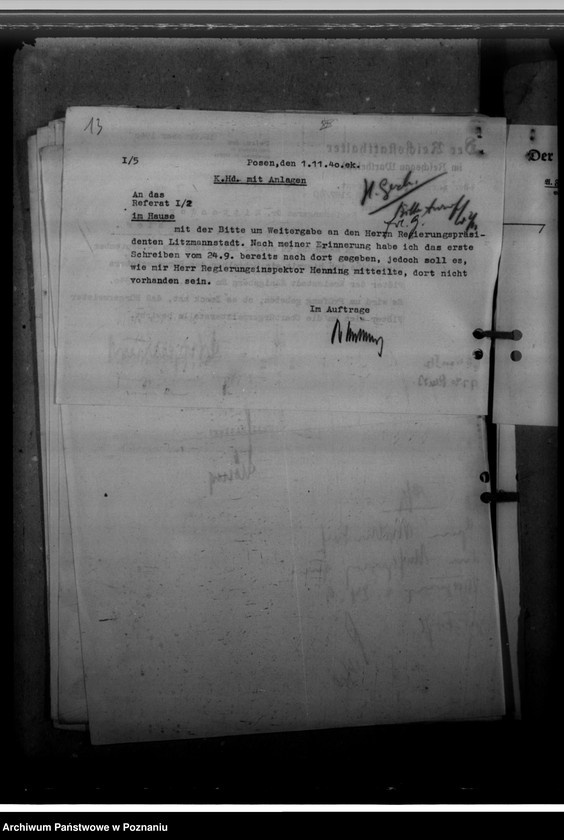 13
I/5
Posen,den 1.11.40.ek.
K.Hd. mit Anlagen
An das
Referat I/2
im Hause
mit der Bitte um Weitergabe an den Herrn Regierungspräsi-
denten Litzmannstadt. Nach meiner Erinnerung habe ich das erste
Schreiben vom 24.9. bereits nach dort gegeben, jedoch soll es,
wie mir Herr Regierungsinspektor Henning mitteilte, dort nicht
vorhanden sein.
Im Auftrage
Der
Archiwum Państwowe w Poznaniu